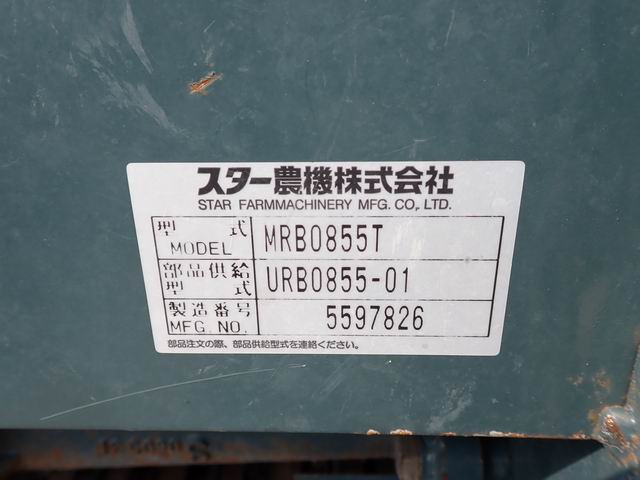 スター農機株式会社
STAR FARMMACHINERY MFG. CO., LTD.
型式 MODEL MRB0855T
部品供給型式 URB0855-01
製造番号 MFG. NO. 5597826
部品注文の際、部品供給型式を連絡ください。